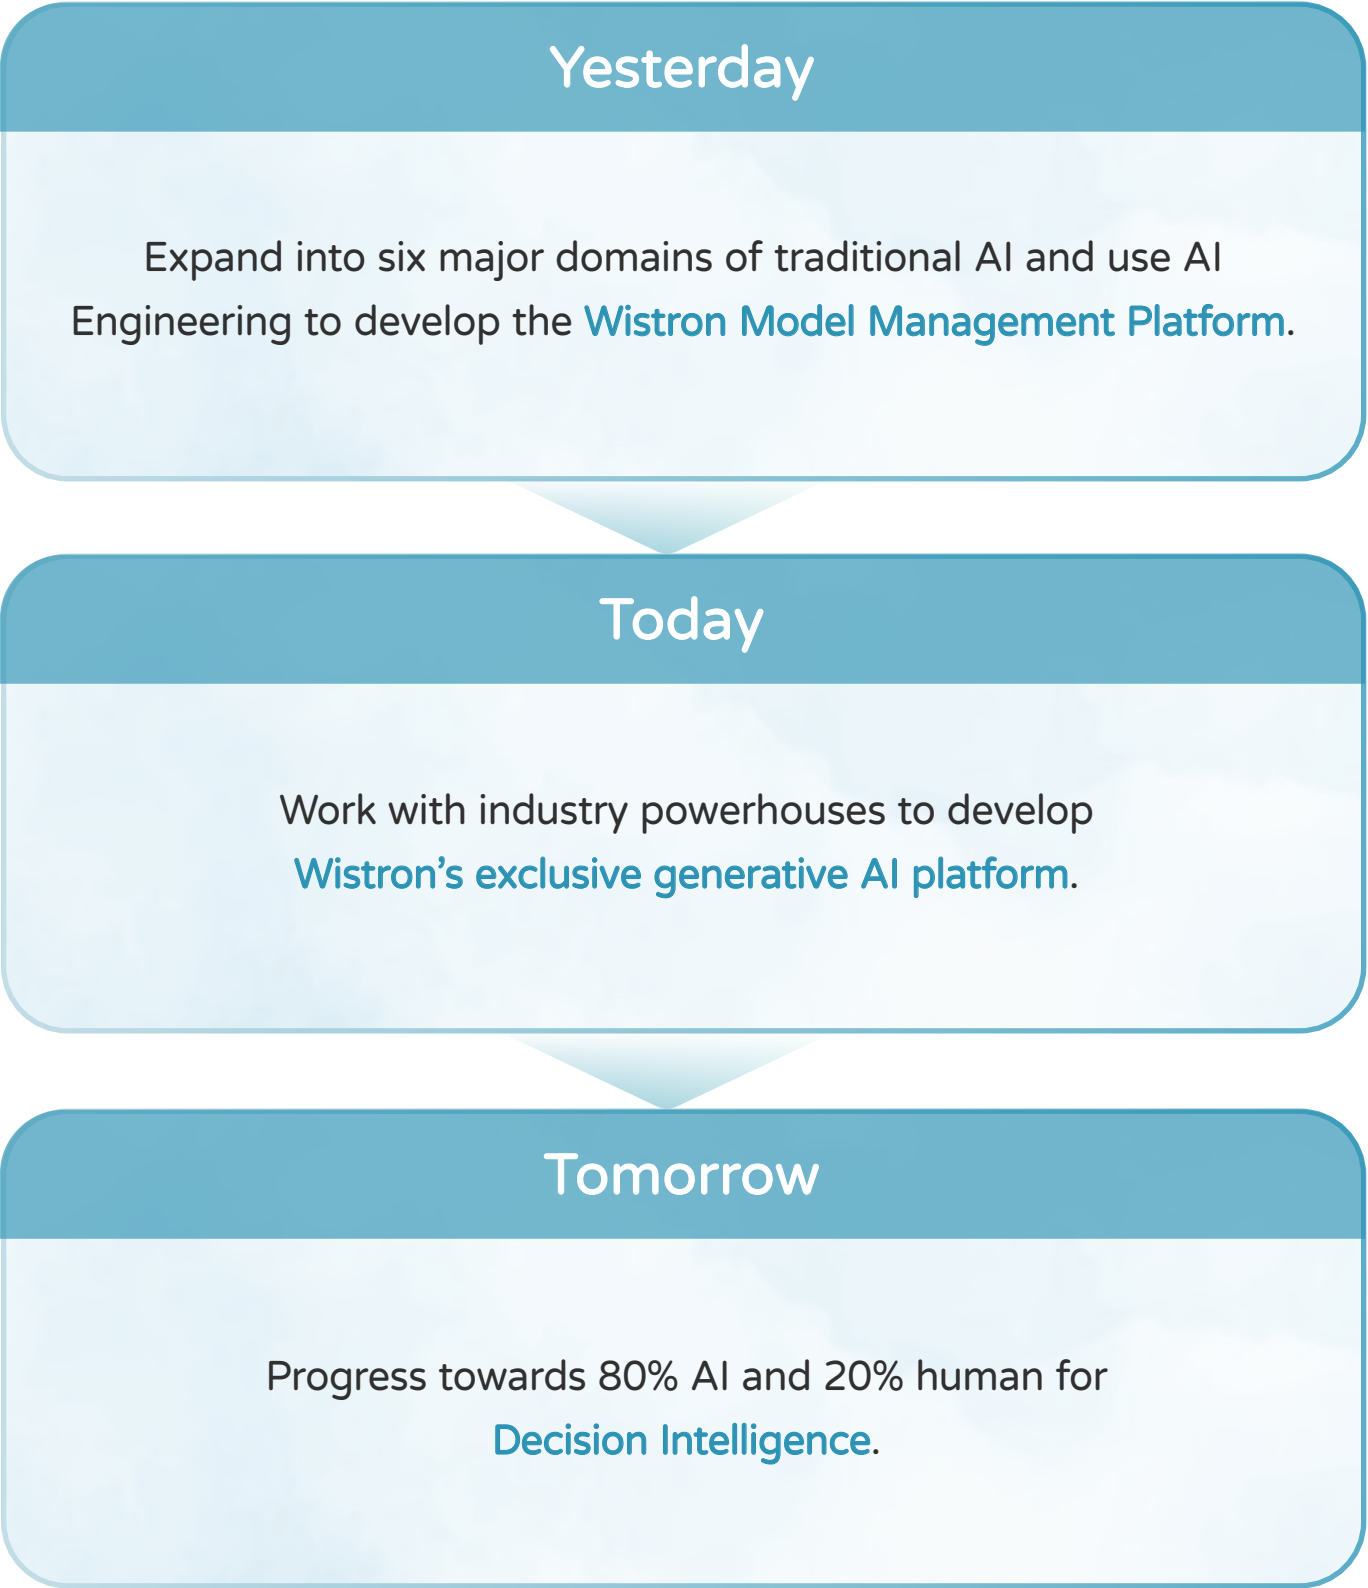 Yesterday
Expand into six major domains of traditional AI and use AI
Engineering to develop the Wistron Model Management Platform.
Today
Work with industry powerhouses to develop
Wistron’s exclusive generative AI platform.
Tomorrow
Progress towards 80% AI and 20% human for
Decision Intelligence.